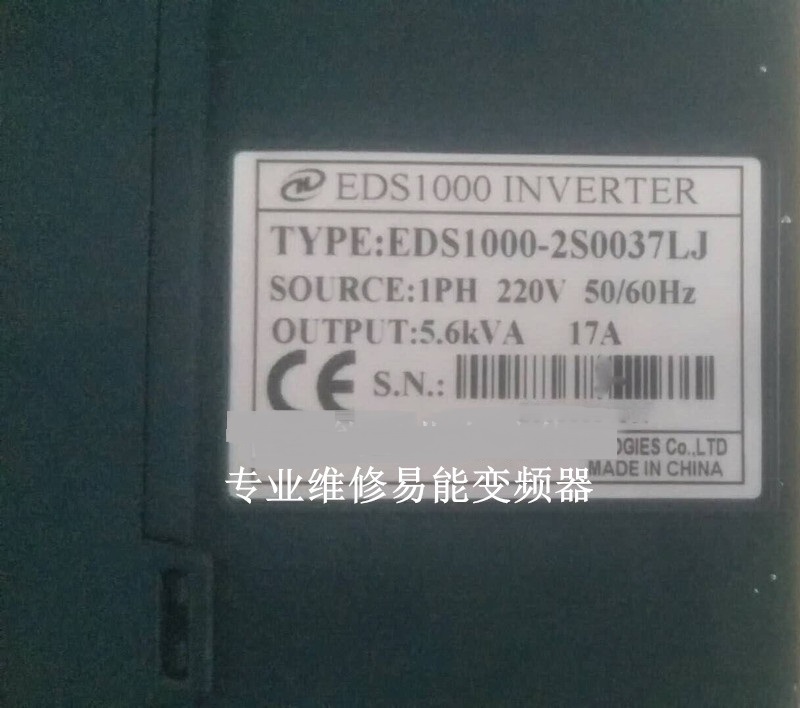 EDS1000 INVERTER
TYPE:EDS1000-2S0037LJ
SOURCE:1PH 220V 50/60Hz
OUTPUT:5.6kVA 17A
CE S.N.:
Co.,LTD
MADE IN CHINA
专业维修易能变频器